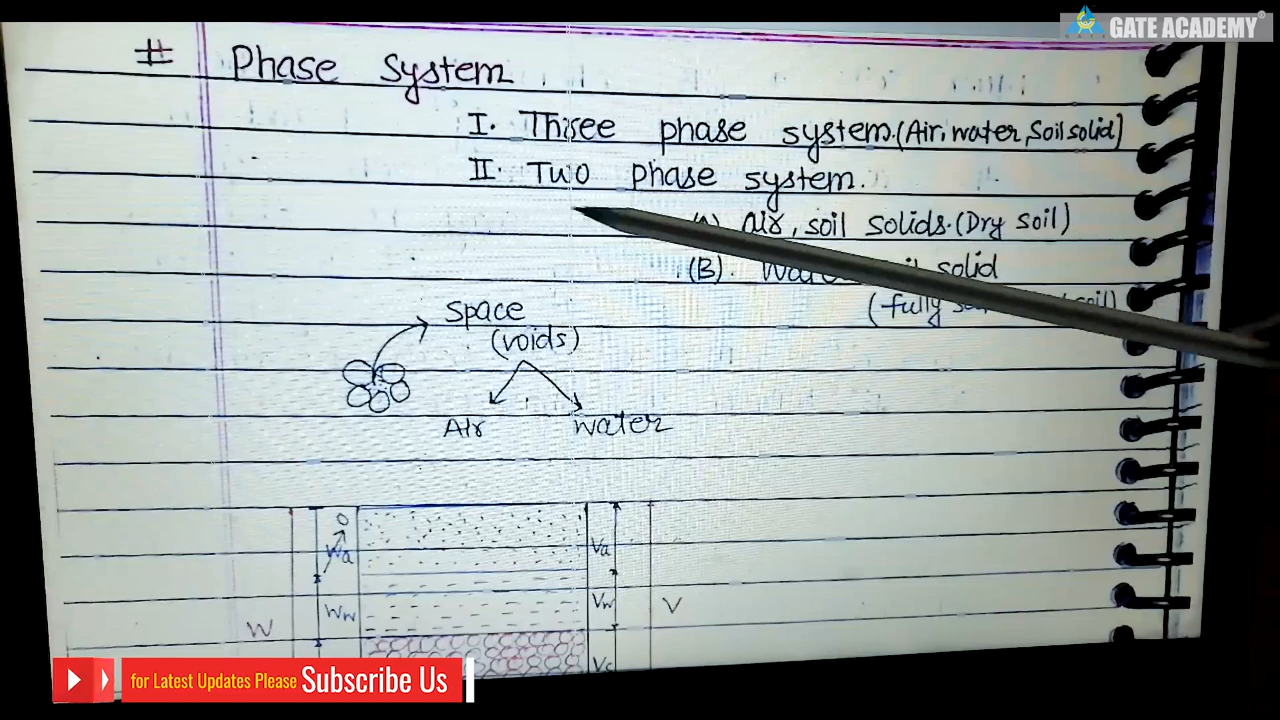 GATE ACADEMY®
# Phase System
I. Three phase system.(Air, water, Soil solid)
II. Two phase system.
air, soil solids.(Dry soil)
(B). solid
(fully soil)
Space
(voids)
Air water
0
Wa Va
Ww Vw
W V
for Latest Updates Please Subscribe Us